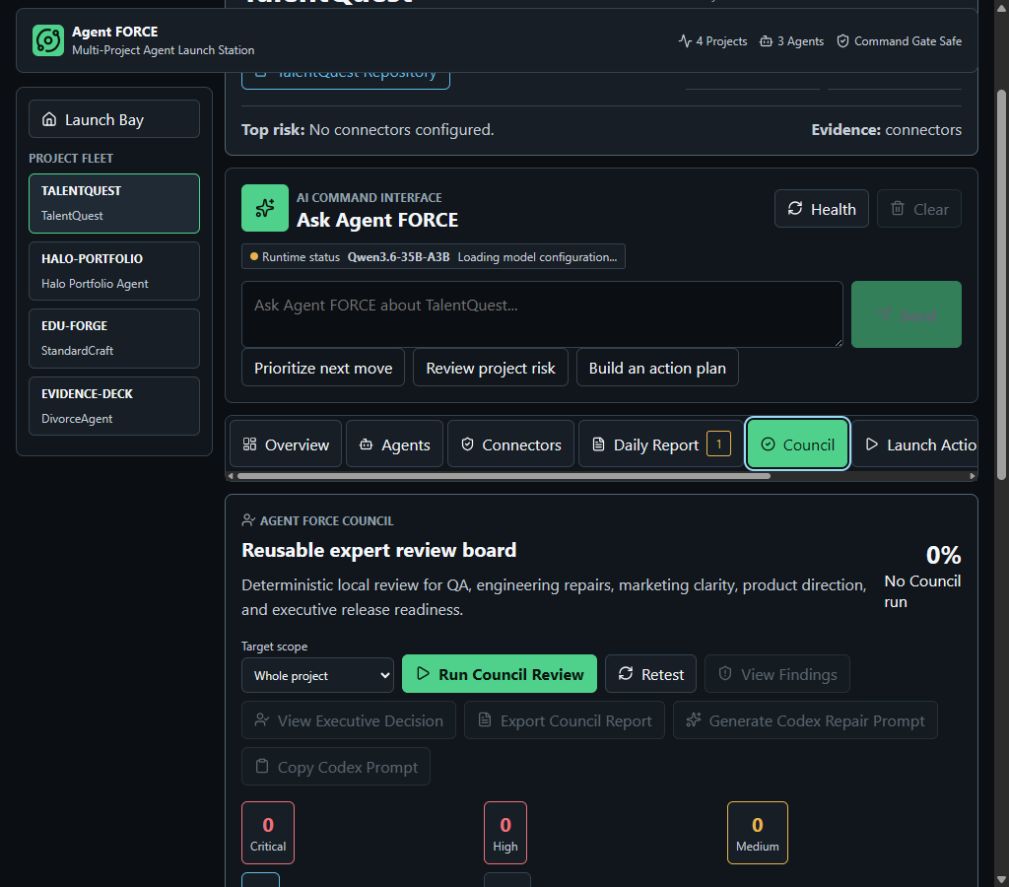 TalentQuest
Agent FORCE
Multi-Project Agent Launch Station
4 Projects
3 Agents
Command Gate Safe
TalentQuest Repository
Launch Bay
PROJECT FLEET
TALENTQUEST
TalentQuest
HALO-PORTFOLIO
Halo Portfolio Agent
EDU-FORGE
StandardCraft
EVIDENCE-DECK
DivorceAgent
Top risk: No connectors configured.
Evidence: connectors
AI COMMAND INTERFACE
Ask Agent FORCE
Health
Clear
Runtime status Qwen3.6-35B-A3B Loading model configuration...
Ask Agent FORCE about TalentQuest...
Send
Prioritize next move
Review project risk
Build an action plan
Overview
Agents
Connectors
Daily Report 1
Council
Launch Actio
AGENT FORCE COUNCIL
Reusable expert review board
Deterministic local review for QA, engineering repairs, marketing clarity, product direction,
and executive release readiness.
0%
No Council
run
Target scope
Whole project
Run Council Review
Retest
View Findings
View Executive Decision
Export Council Report
Generate Codex Repair Prompt
Copy Codex Prompt
0
Critical
0
High
0
Medium